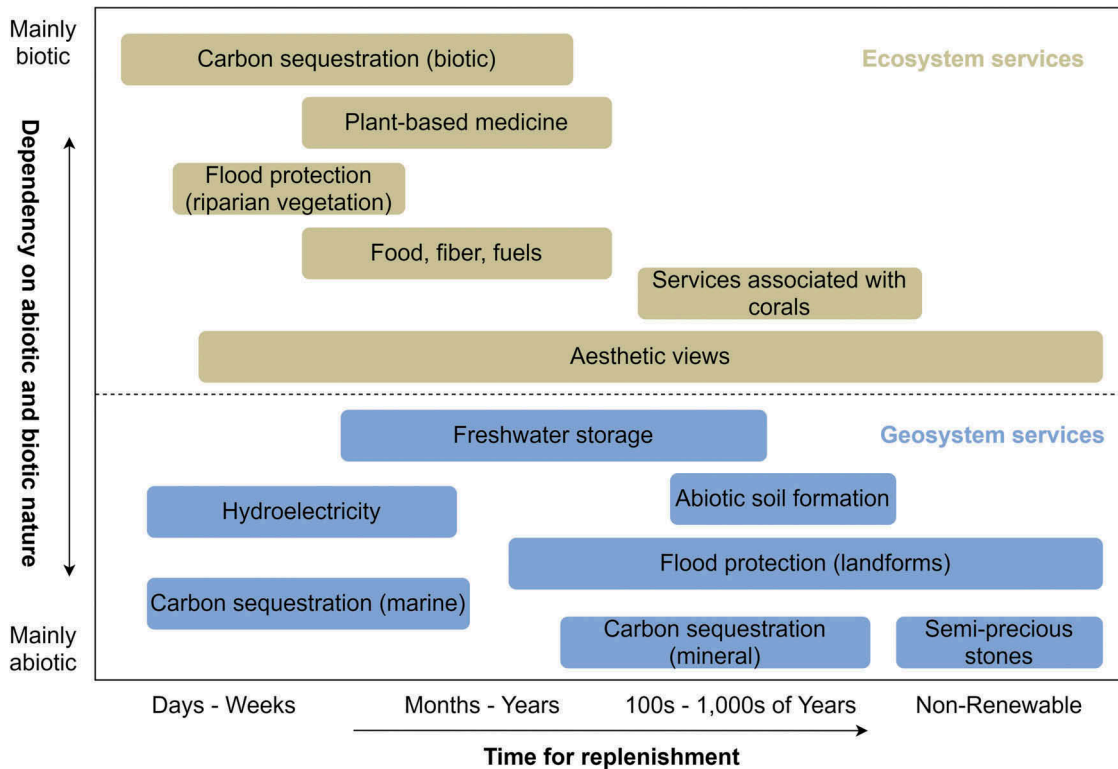 Mainly
biotic
Carbon sequestration (biotic)
Ecosystem services
Plant-based medicine
Flood protection
(riparian vegetation)
Food, fiber, fuels
Services associated with
corals
Aesthetic views
Dependency on abiotic and biotic nature
Freshwater storage
Geosystem services
Abiotic soil formation
Hydroelectricity
Flood protection (landforms)
Carbon sequestration (marine)
Carbon sequestration
(mineral)
Semi-precious
stones
Mainly
abiotic
Days - Weeks
Months - Years
100s - 1,000s of Years
Non-Renewable
Time for replenishment